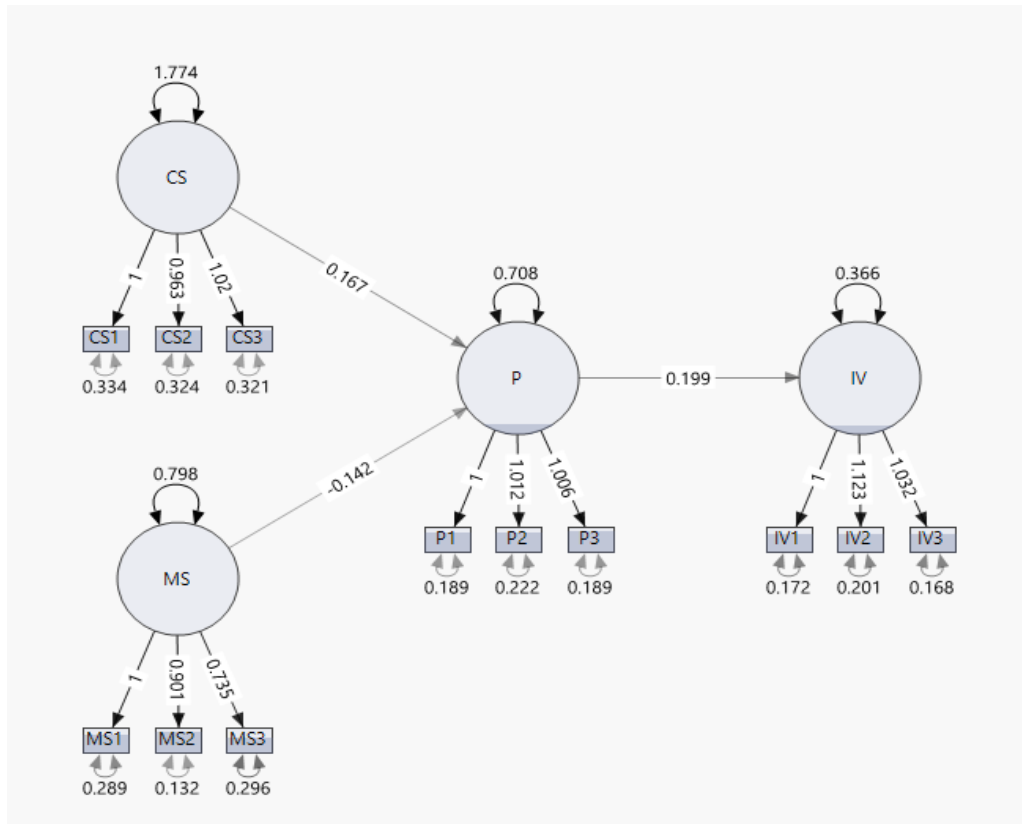 1.774
CS
1
0.963
1.02
CS1 CS2 CS3
0.334 0.324 0.321
0.167
0.798
MS
1
0.901
0.735
MS1 MS2 MS3
0.289 0.132 0.296
-0.142
0.708
P
1
1.012
1.006
P1 P2 P3
0.189 0.222 0.189
0.199
0.366
IV
1
1.123
1.032
IV1 IV2 IV3
0.172 0.201 0.168